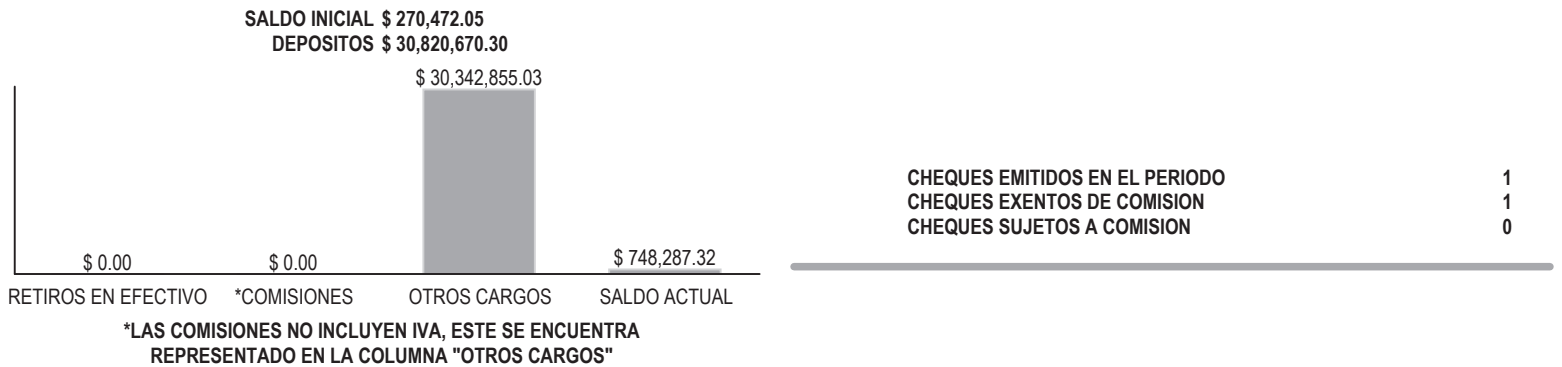 SALDO INICIAL $ 270,472.05
DEPOSITOS $ 30,820,670.30
$ 30,342,855.03
$ 0.00 $ 0.00 $ 748,287.32
RETIROS EN EFECTIVO *COMISIONES OTROS CARGOS SALDO ACTUAL
*LAS COMISIONES NO INCLUYEN IVA, ESTE SE ENCUENTRA
REPRESENTADO EN LA COLUMNA "OTROS CARGOS"
CHEQUES EMITIDOS EN EL PERIODO 1
CHEQUES EXENTOS DE COMISION 1
CHEQUES SUJETOS A COMISION 0